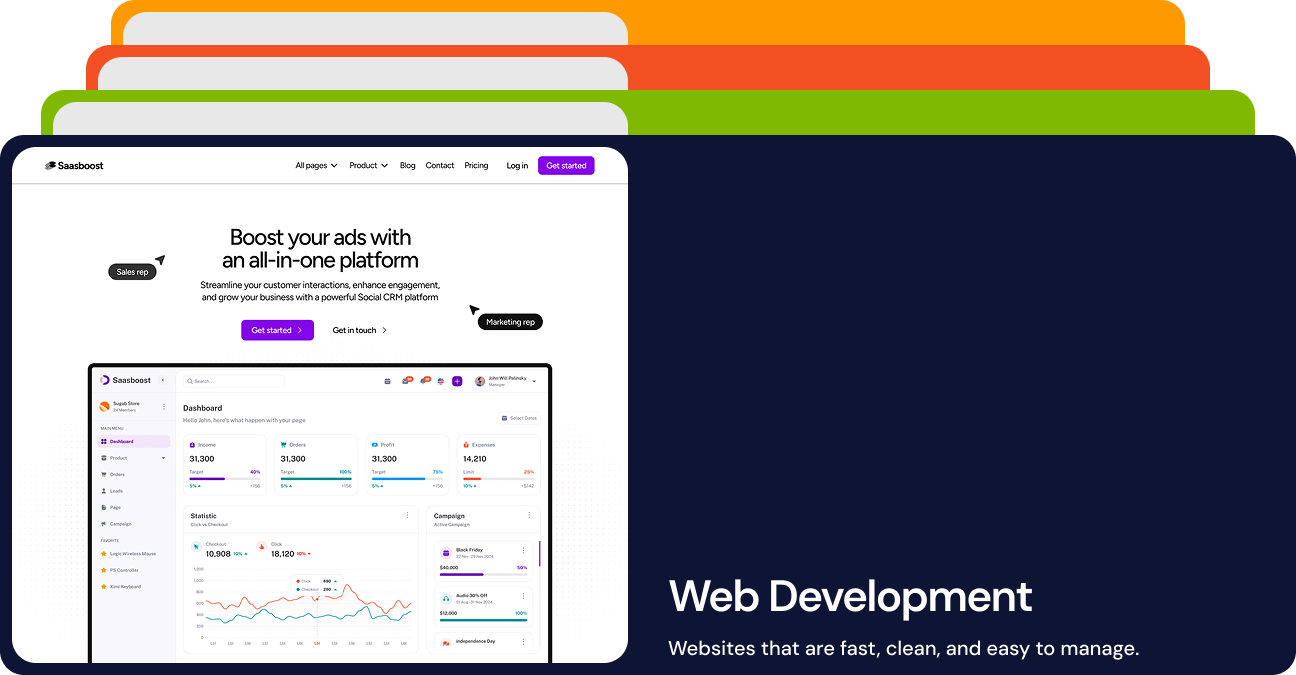 Saasboost
All pages
Product
Blog
Contact
Pricing
Log in
Get started
Boost your ads with
an all-in-one platform
Sales rep
Streamline your customer interactions, enhance engagement,
and grow your business with a powerful Social CRM platform
Marketing rep
Get started
Get in touch
Saasboost
Search...
John Will Palinsky
Manager
Sugab Store
24 Members
MAIN MENU
Dashboard
Product
Orders
Leads
Page
Campaign
FAVORITE
Logic Wireless Mouse
PS Controller
Ximi Keyboard
Dashboard
Hello John, here's what happen with your page
Select Dates
Income
31,300
Target 40%
5% +156
Orders
31,300
Target 100%
5% +156
Profit
31,300
Target 75%
5% +156
Expenses
14,210
Limit 25%
10% +$142
Statistic
Click vs Checkout
Checkout
10,908 10%
Click
18,120 10%
1,200
1,000
800
600
400
200
0
Click 680
Checkout 280
Campaign
Active Campaign
Black Friday
22 Nov - 29 Nov 2024
$40,000 50%
Audio 30% Off
01 Aug - 31 Nov 2024
$12,000 100%
Independence Day
Web Development
Websites that are fast, clean, and easy to manage.